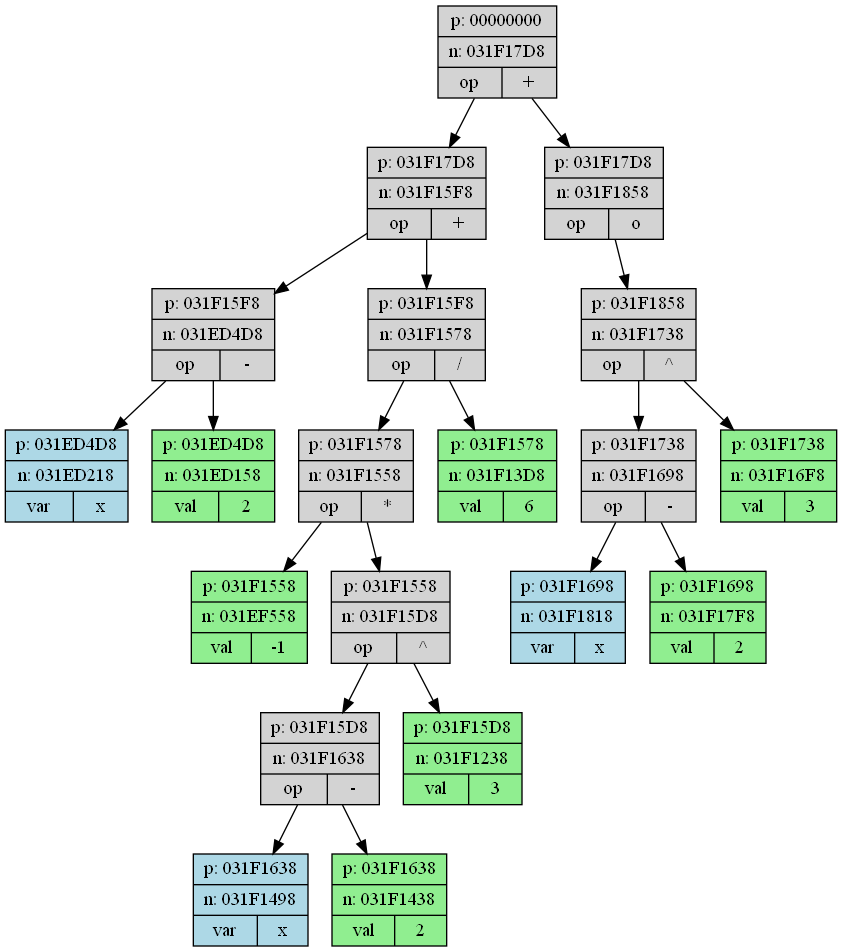 p: 00000000
n: 031F17D8
op +
p: 031F17D8
n: 031F15F8
op +
p: 031F17D8
n: 031F1858
op o
p: 031F15F8
n: 031ED4D8
op -
p: 031F15F8
n: 031F1578
op /
p: 031F1858
n: 031F1738
op ^
p: 031ED4D8
n: 031ED218
var x
p: 031ED4D8
n: 031ED158
val 2
p: 031F1578
n: 031F1558
op *
p: 031F1578
n: 031F13D8
val 6
p: 031F1738
n: 031F1698
op -
p: 031F1738
n: 031F16F8
val 3
p: 031F1558
n: 031EF558
val -1
p: 031F1558
n: 031F15D8
op ^
p: 031F1698
n: 031F1818
var x
p: 031F1698
n: 031F17F8
val 2
p: 031F15D8
n: 031F1638
op -
p: 031F15D8
n: 031F1238
val 3
p: 031F1638
n: 031F1498
var x
p: 031F1638
n: 031F1438
val 2